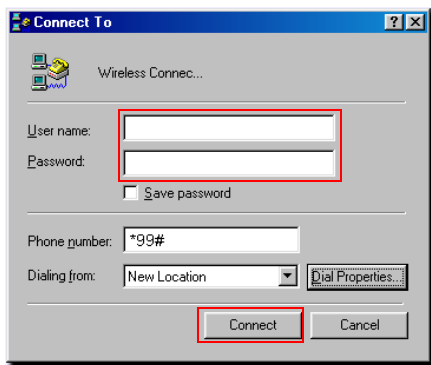 Connect To
Wireless Connec...
User name:
Password:
Save password
Phone number: *99#
Dialing from: New Location Dial Properties...
Connect Cancel